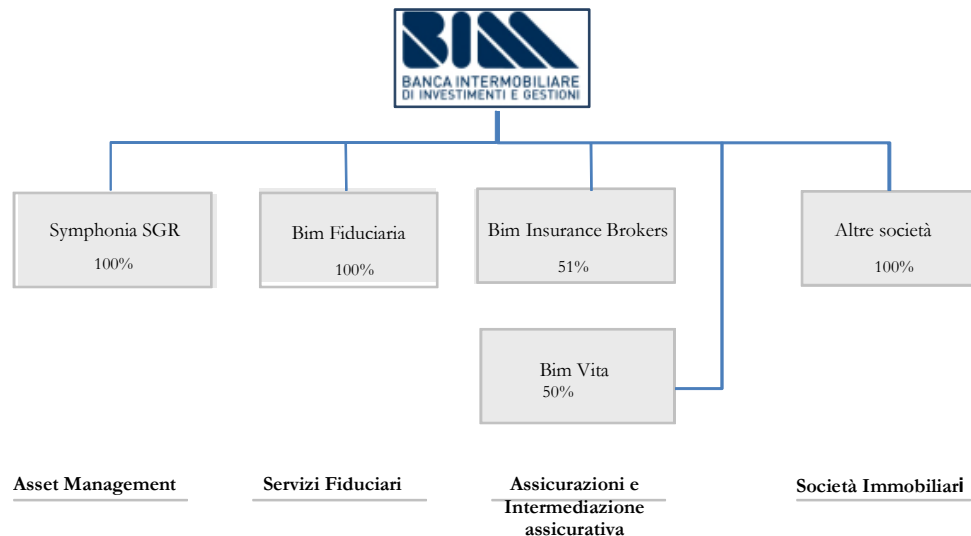 BIM
BANCA INTERMOBILIARE
DI INVESTIMENTI E GESTIONI
Symphonia SGR
100%
Bim Fiduciaria
100%
Bim Insurance Brokers
51%
Altre società
100%
Bim Vita
50%
Asset Management
Servizi Fiduciari
Assicurazioni e
Intermediazione
assicurativa
Società Immobiliari